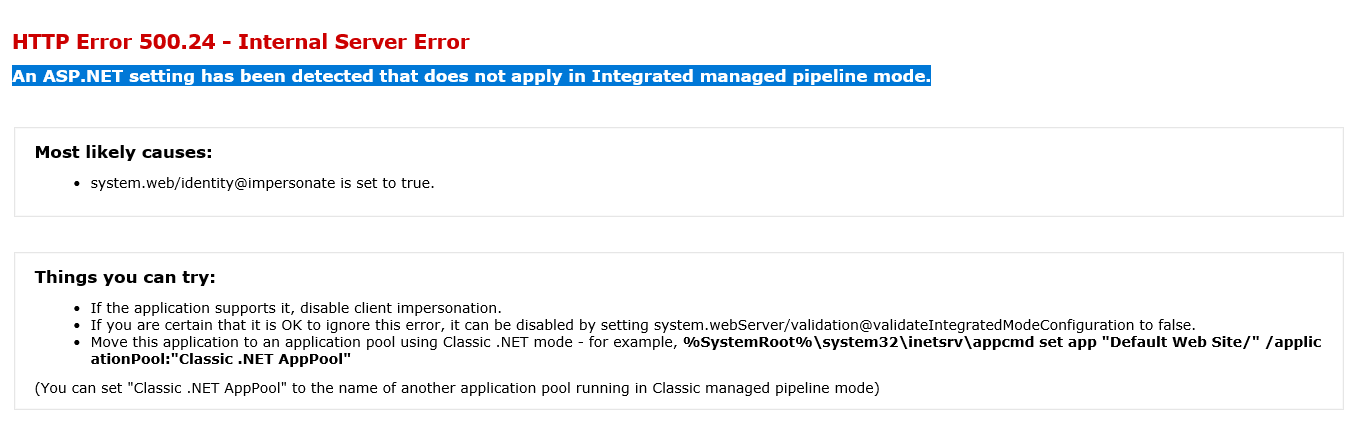 HTTP Error 500.24 - Internal Server Error
An ASP.NET setting has been detected that does not apply in Integrated managed pipeline mode.
Most likely causes:
• system.web/identity@impersonate is set to true.
Things you can try:
• If the application supports it, disable client impersonation.
• If you are certain that it is OK to ignore this error, it can be disabled by setting system.webServer/validation@validateIntegratedModeConfiguration to false.
• Move this application to an application pool using Classic .NET mode - for example, %SystemRoot%\system32\inetsrv\appcmd set app "Default Web Site/" /applic
ationPool:"Classic .NET AppPool"
(You can set "Classic .NET AppPool" to the name of another application pool running in Classic managed pipeline mode)